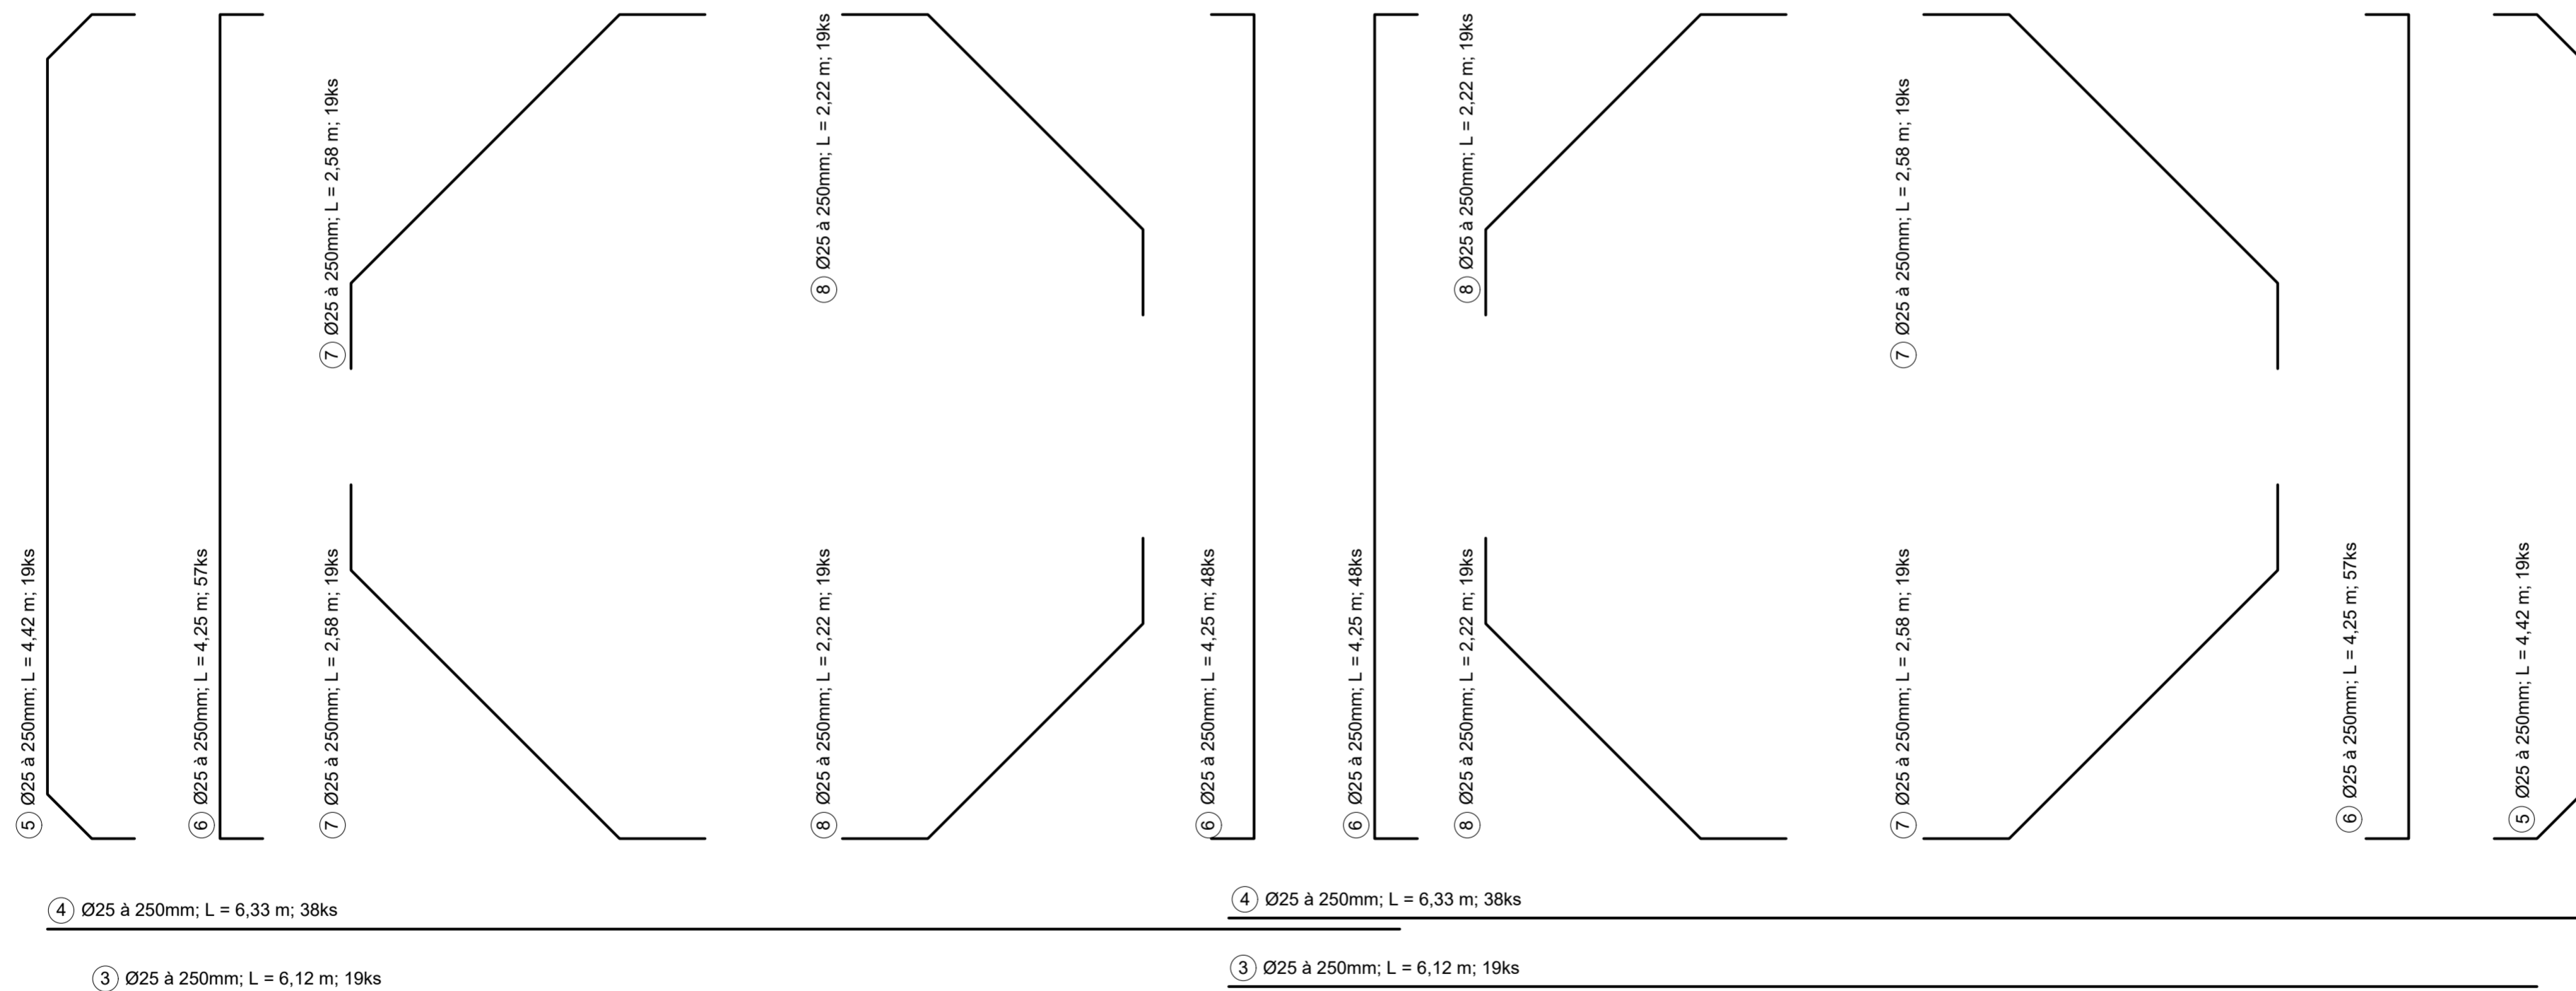 7 Ø25 à 250mm; L = 2,58 m; 19ks
8 Ø25 à 250mm; L = 2,22 m; 19ks
8 Ø25 à 250mm; L = 2,22 m; 19ks
7 Ø25 à 250mm; L = 2,58 m; 19ks
5 Ø25 à 250mm; L = 4,42 m; 19ks
6 Ø25 à 250mm; L = 4,25 m; 57ks
7 Ø25 à 250mm; L = 2,58 m; 19ks
8 Ø25 à 250mm; L = 2,22 m; 19ks
6 Ø25 à 250mm; L = 4,25 m; 48ks
6 Ø25 à 250mm; L = 4,25 m; 48ks
8 Ø25 à 250mm; L = 2,22 m; 19ks
7 Ø25 à 250mm; L = 2,58 m; 19ks
6 Ø25 à 250mm; L = 4,25 m; 57ks
5 Ø25 à 250mm; L = 4,42 m; 19ks
4 Ø25 à 250mm; L = 6,33 m; 38ks
4 Ø25 à 250mm; L = 6,33 m; 38ks
3 Ø25 à 250mm; L = 6,12 m; 19ks
3 Ø25 à 250mm; L = 6,12 m; 19ks